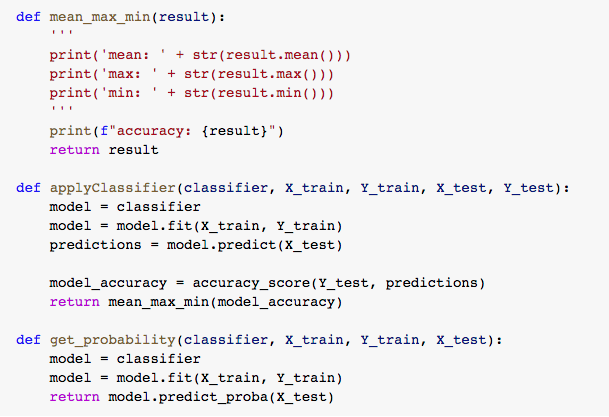 def mean_max_min(result):
    '''
    print('mean: ' + str(result.mean()))
    print('max: ' + str(result.max()))
    print('min: ' + str(result.min()))
    '''
    print(f"accuracy: {result}")
    return result
def applyClassifier(classifier, X_train, Y_train, X_test, Y_test):
    model = classifier
    model = model.fit(X_train, Y_train)
    predictions = model.predict(X_test)
    model_accuracy = accuracy_score(Y_test, predictions)
    return mean_max_min(model_accuracy)
def get_probability(classifier, X_train, Y_train, X_test):
    model = classifier
    model = model.fit(X_train, Y_train)
    return model.predict_proba(X_test)